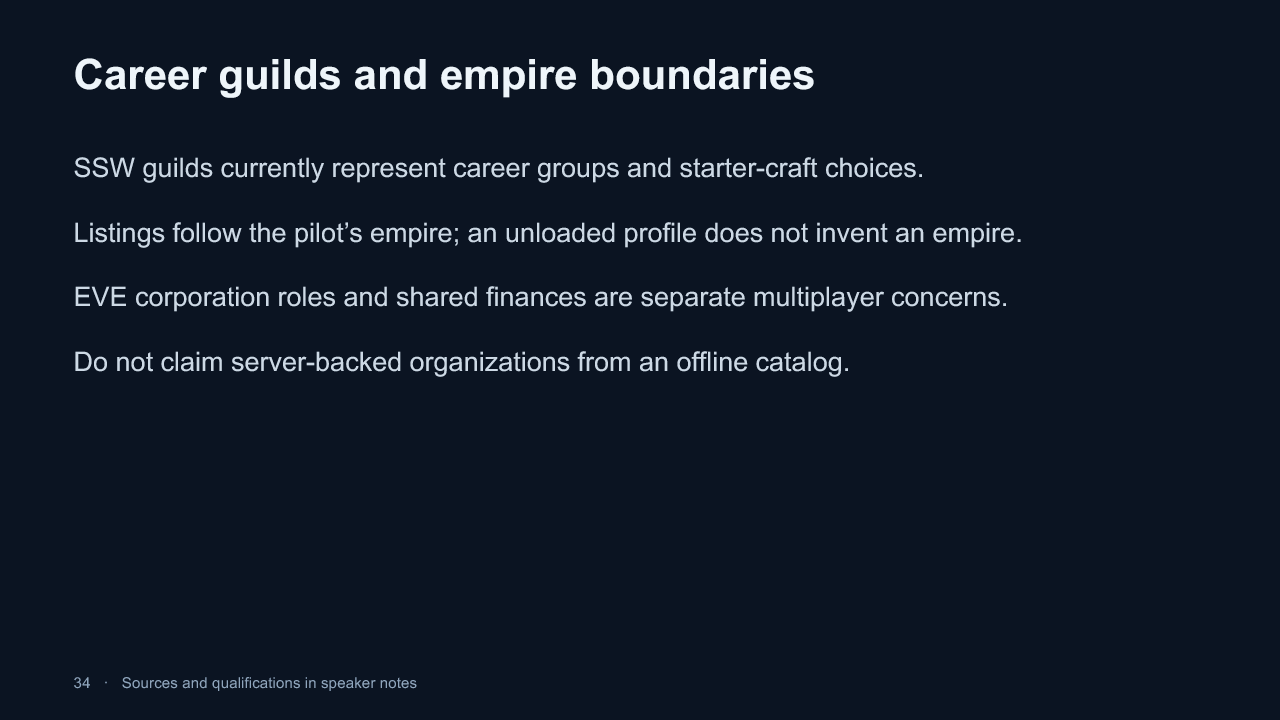 Career guilds and empire boundaries
SSW guilds currently represent career groups and starter-craft choices.
Listings follow the pilot’s empire; an unloaded profile does not invent an empire.
EVE corporation roles and shared finances are separate multiplayer concerns.
Do not claim server-backed organizations from an offline catalog.
34 · Sources and qualifications in speaker notes